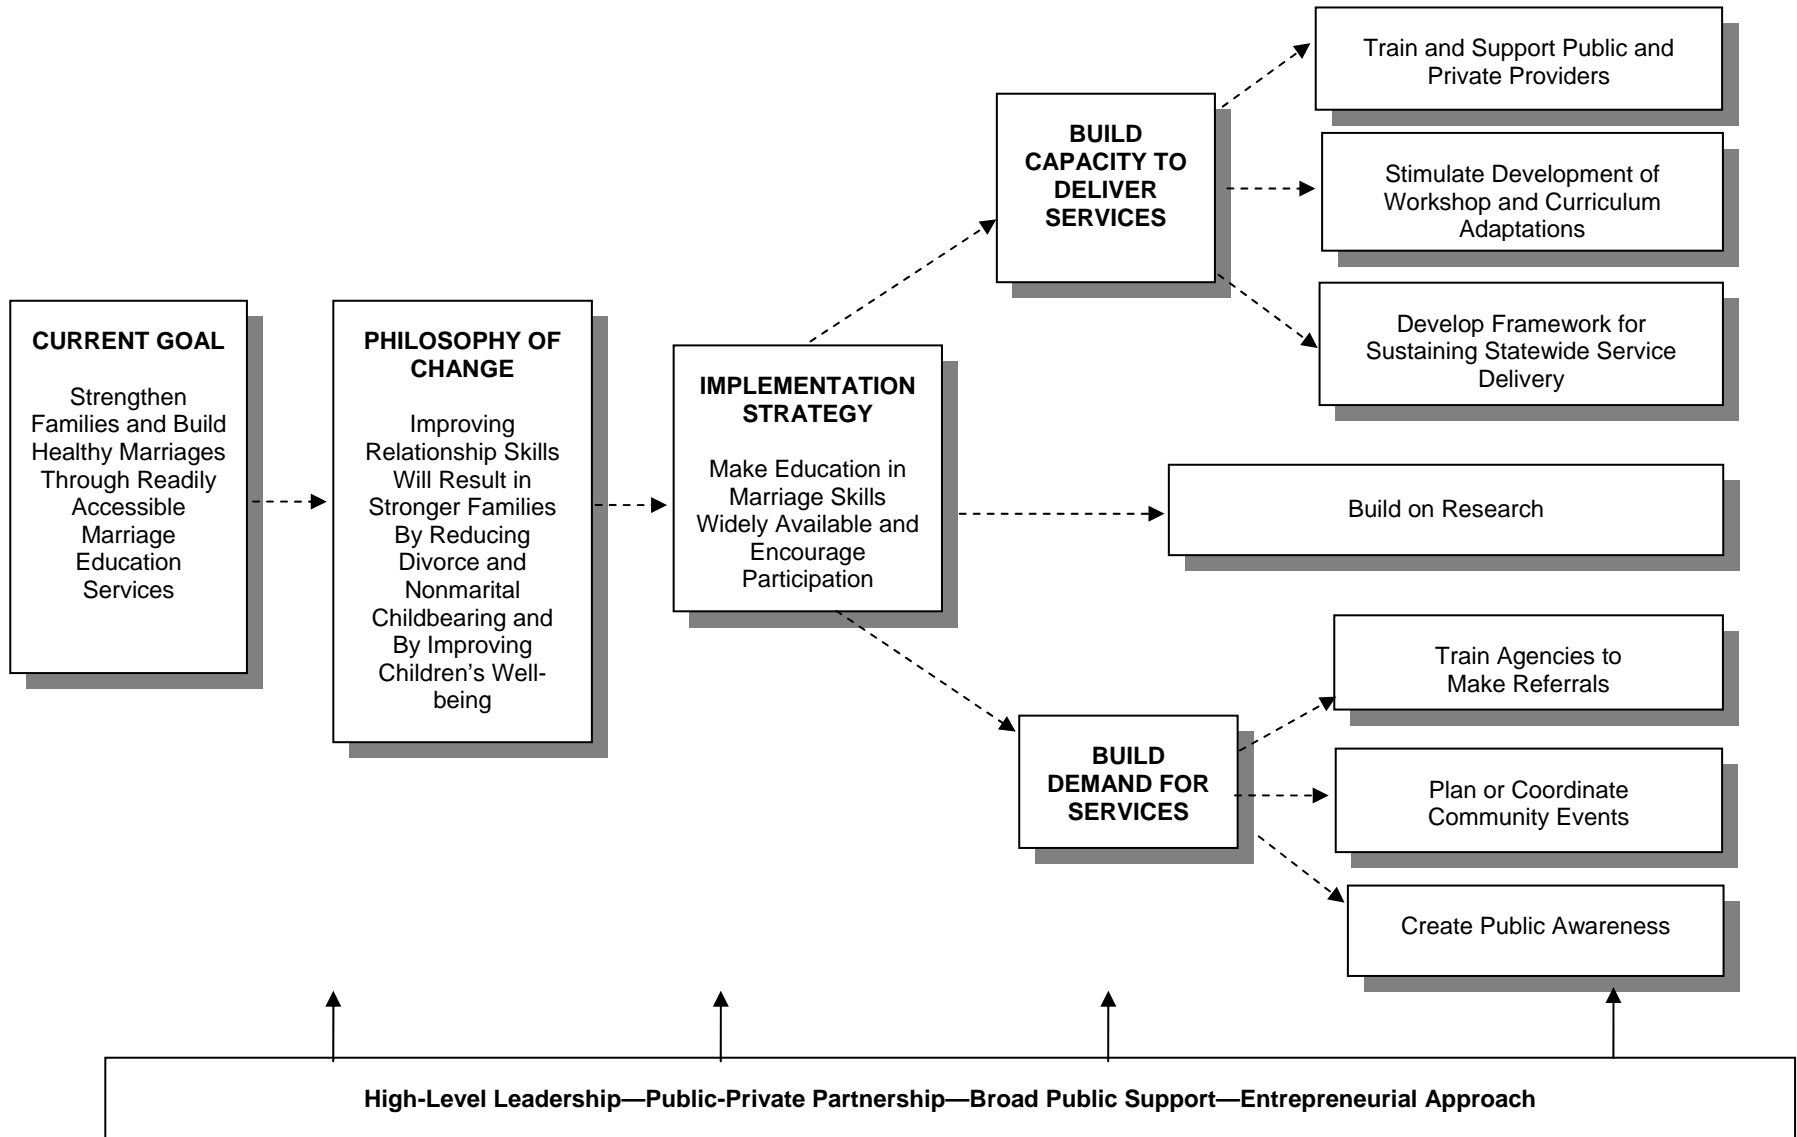 CURRENT GOAL
Strengthen
Families and Build
Healthy Marriages
Through Readily
Accessible
Marriage
Education
Services
PHILOSOPHY OF
CHANGE
Improving
Relationship Skills
Will Result in
Stronger Families
By Reducing
Divorce and
Nonmarital
Childbearing and
By Improving
Children’s Well-
being
IMPLEMENTATION
STRATEGY
Make Education in
Marriage Skills
Widely Available and
Encourage
Participation
BUILD
CAPACITY TO
DELIVER
SERVICES
Train and Support Public and
Private Providers
Stimulate Development of
Workshop and Curriculum
Adaptations
Develop Framework for
Sustaining Statewide Service
Delivery
Build on Research
BUILD
DEMAND FOR
SERVICES
Train Agencies to
Make Referrals
Plan or Coordinate
Community Events
Create Public Awareness
High-Level Leadership—Public-Private Partnership—Broad Public Support—Entrepreneurial Approach